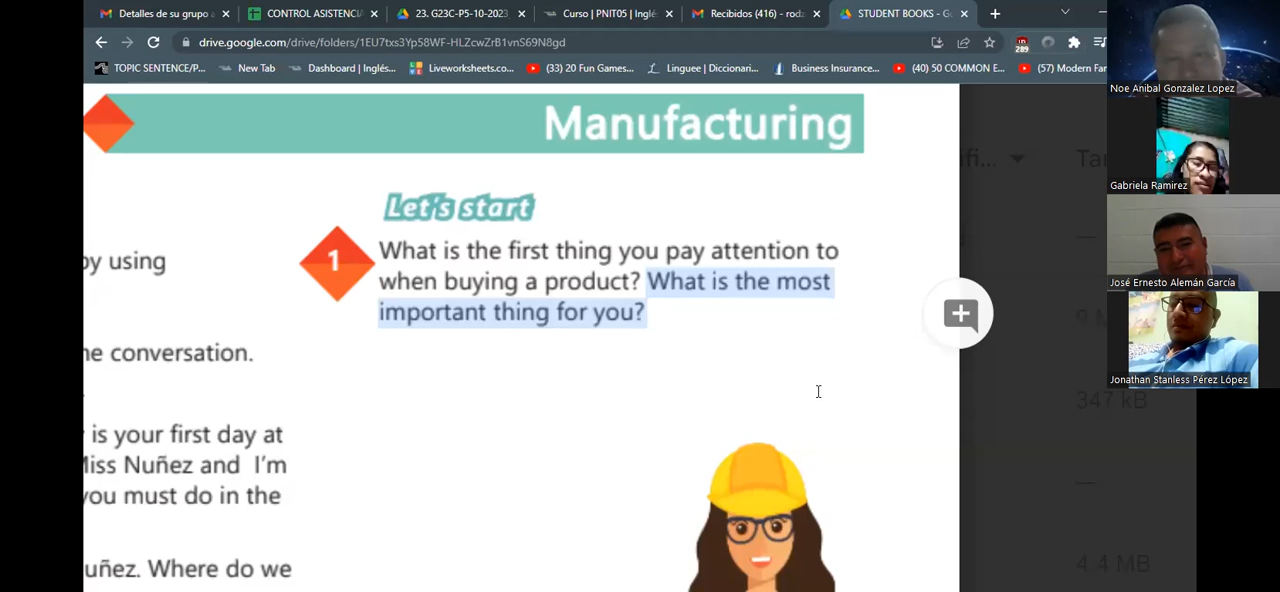 Detalles de su grupo
CONTROL ASISTENCI
23. G23C-P5-10-2023
Curso | PNIT05 | Inglé
Recibidos (416) - rod
STUDENT BOOKS - G
drive.google.com/drive/folders/1EU7txs3Yp58WF-HLZcwZrB1vnS69N8gd
289
TOPIC SENTENCE/P...
New Tab
Dashboard | Inglés...
Liveworksheets.co...
(33) 20 Fun Games...
Linguee | Diccionari...
Business Insurance...
(40) 50 COMMON E...
(57) Modern Far
Noe Anibal Gonzalez Lopez
Gabriela Ramirez
José Ernesto Alemán García
Jonathan Stanless Pérez López
Manufacturing
Let's start
1
What is the first thing you pay attention to
when buying a product? What is the most
important thing for you?
by using
he conversation.
is your first day at
Miss Nuñez and I'm
you must do in the
uñez. Where do we
347 kB
4.4 MB